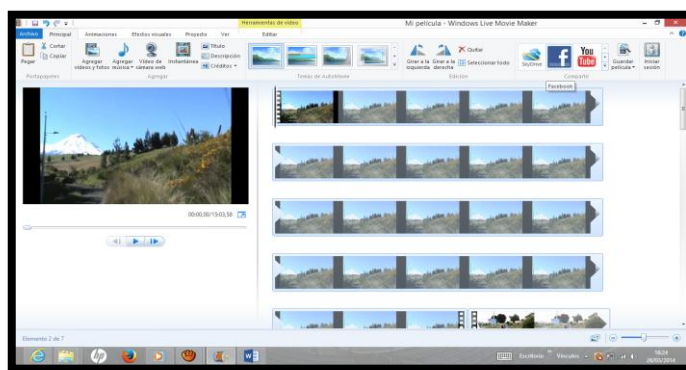 Herramientas de vídeo
Mi película - Windows Live Movie Maker
Archivo Principal Animaciones Efectos visuales Proyecto Ver Editar
Pegar
Cortar
Copiar
Portapapeles
Agregar vídeos y fotos
Agregar música
Vídeo de cámara web
Instantánea
Título
Descripción
Créditos
Agregar
Temas de AutoMovie
Girar a la izquierda
Girar a la derecha
Quitar
Seleccionar todo
Edición
SkyDrive
f
You Tube
Compartir
Guardar película
Iniciar sesión
Facebook
00:00,00/15:03,58
Elemento 2 de 7
hp
Escritorio
Vínculos
16:24